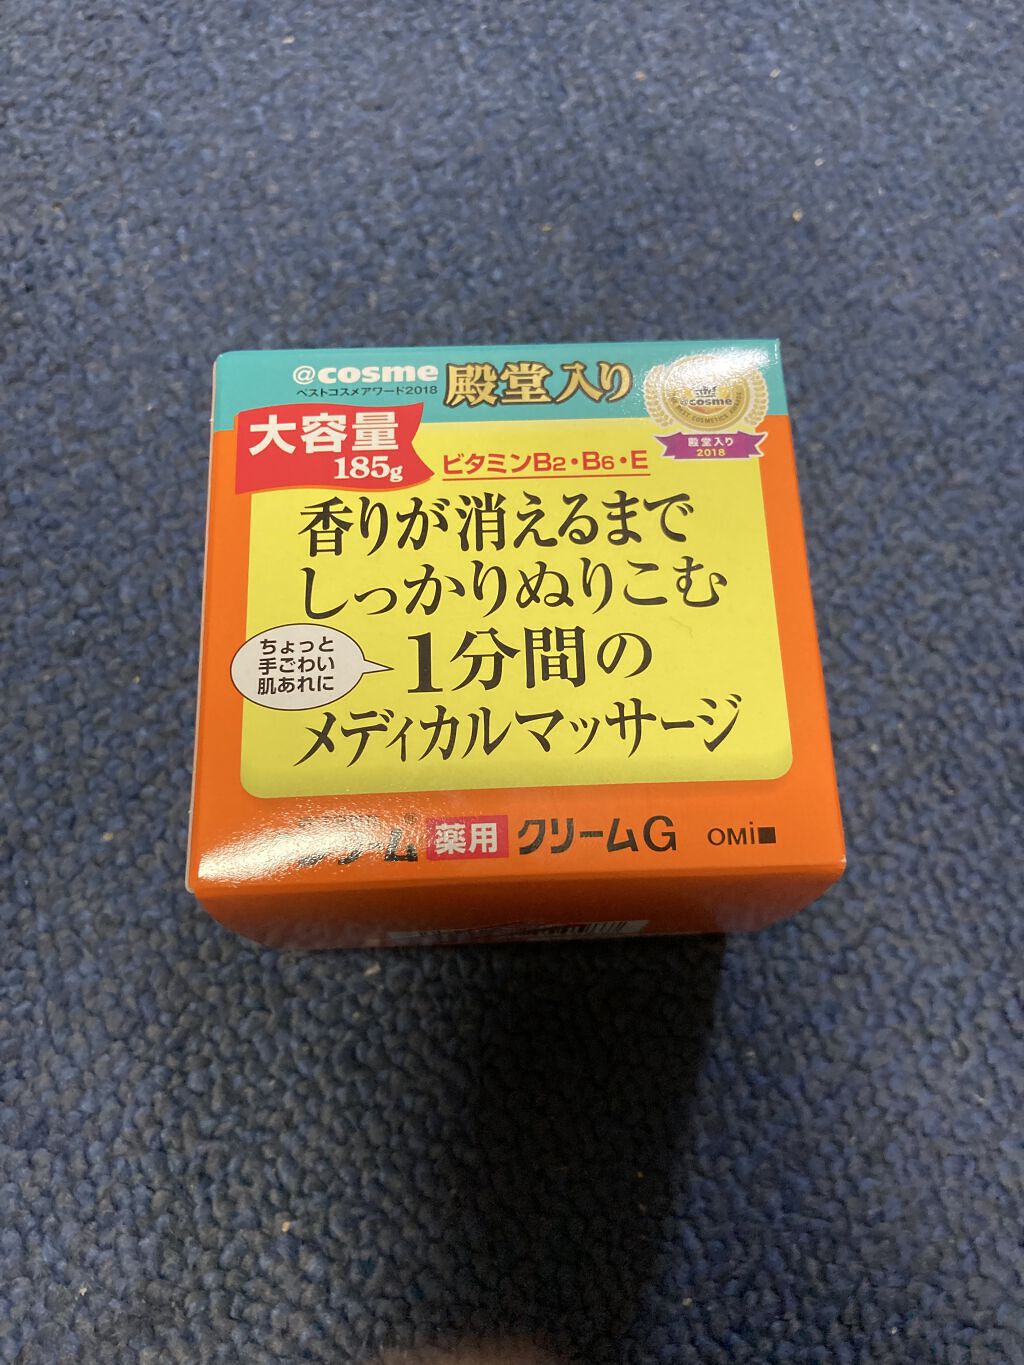 @cosme
ベストコスメアワード2018
殿堂入り
@cosme
殿堂入り
2018
大容量
185g
ビタミンB2・B6・E
香りが消えるまで
しっかりぬりこむ
1分間の
メディカルマッサージ
ちょっと
手ごわい
肌あれに
薬用 クリームG
OMi